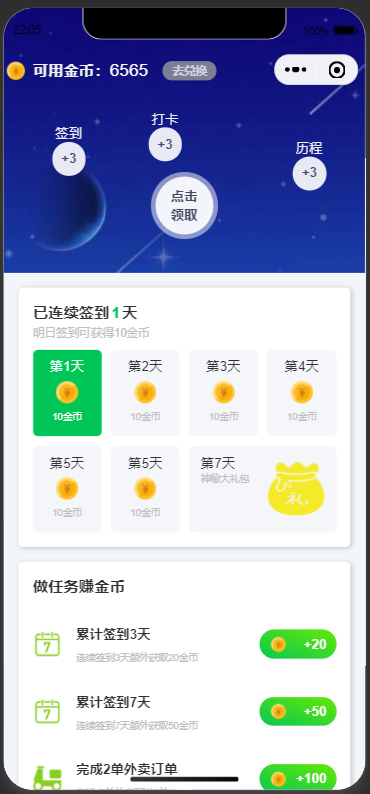 22:05
100%
可用金币：6565
去兑换
签到
+3
打卡
+3
历程
+3
点击
领取
已连续签到1天
明日签到可获得10金币
第1天 第2天 第3天 第4天
10金币 10金币 10金币 10金币
第5天 第5天 第7天
神秘大礼包
礼
10金币 10金币
做任务赚金币
累计签到3天
连续签到3天额外获取20金币
+20
7
累计签到7天
连续签到7天额外获取50金币
+50
7
完成2单外卖订单
+100